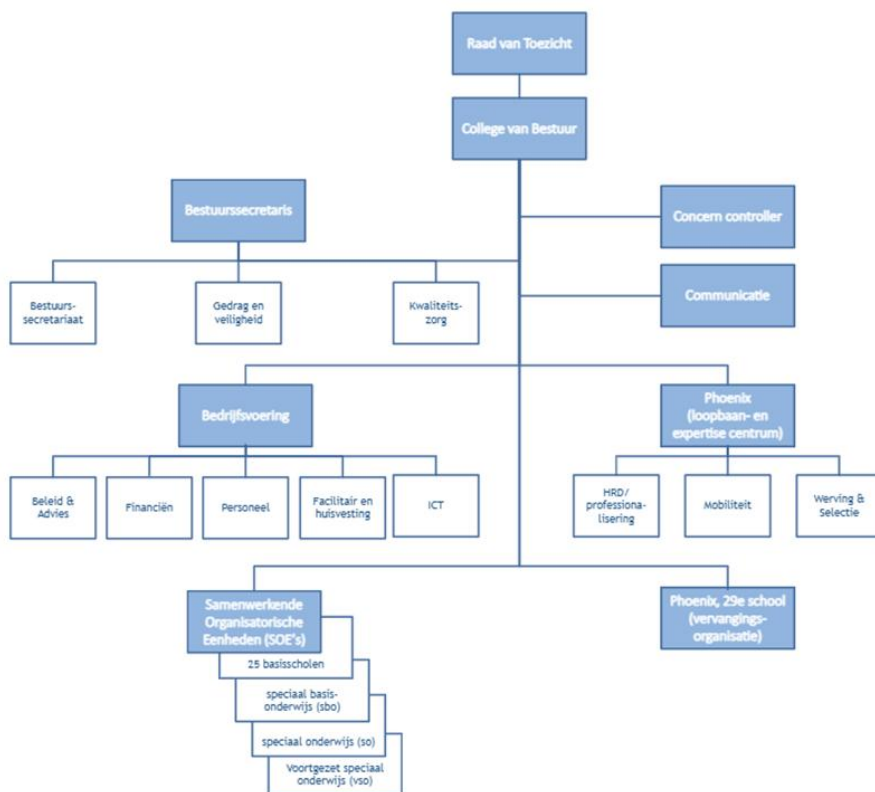 Raad van Toezicht
College van Bestuur
Bestuurssecretaris
Concern controller
Bestuurs-
secretariaat
Gedrag en
veiligheid
Kwaliteits-
zorg
Communicatie
Bedrijfsvoering
Phoenix
(loopbaan- en
expertise centrum)
Beleid &
Advies
Financiën
Personeel
Facilitair en
huisvesting
ICT
HRD/
professiona-
lisering
Mobiliteit
Werving &
Selectie
Samenwerkende
Organisatorische
Eenheden (SOE's)
25 basisscholen
speciaal basis-
onderwijs (sbo)
speciaal onderwijs (so)
Voortgezet speciaal
onderwijs (vso)
Phoenix, 29e school
(vervangings-
organisatie)